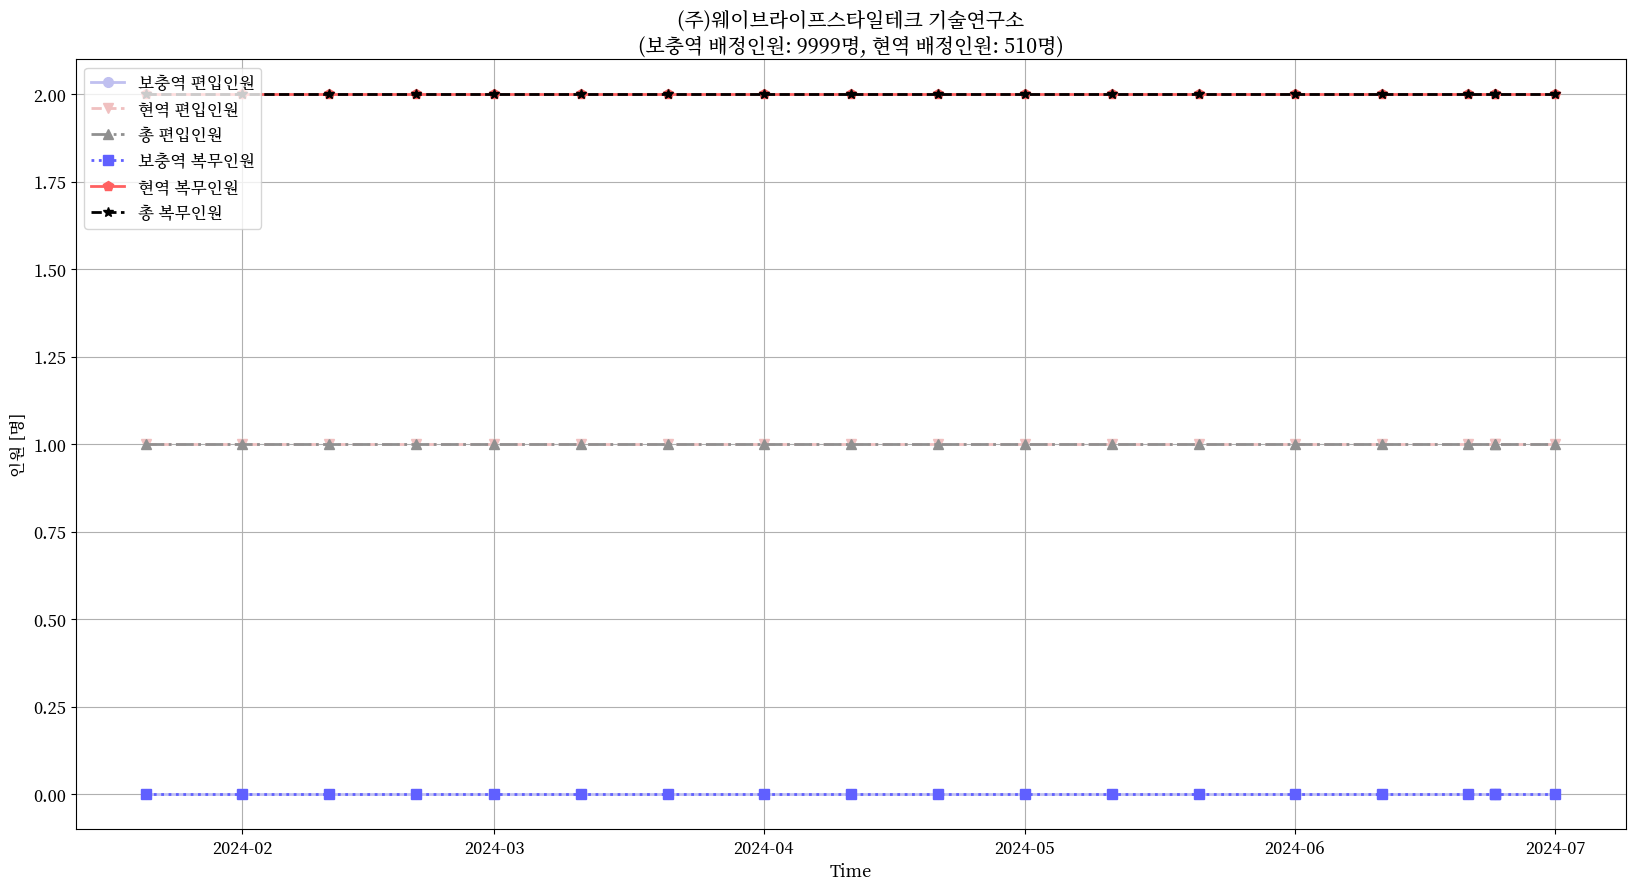 (주)웨이브라이프스타일테크 기술연구소
(보충역 배정인원: 9999명, 현역 배정인원: 510명)
보충역 편입인원
현역 편입인원
총 편입인원
보충역 복무인원
현역 복무인원
총 복무인원
2.00
1.75
1.50
1.25
1.00
0.75
0.50
0.25
0.00
인원 [명]
2024-02
2024-03
2024-04
2024-05
2024-06
2024-07
Time